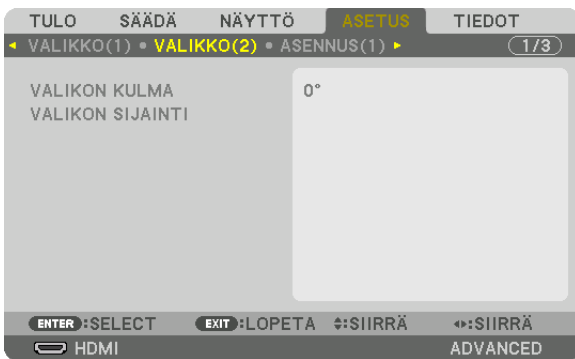 TULO SÄÄDÄ NÄYTTÖ ASETUS TIEDOT
◂ VALIKKO(1) • VALIKKO(2) • ASENNUS(1) ▸ 1/3
VALIKON KULMA 0°
VALIKON SIJAINTI
ENTER :SELECT EXIT :LOPETA ♦:SIIRRÄ ◂▸:SIIRRÄ
HDMI ADVANCED